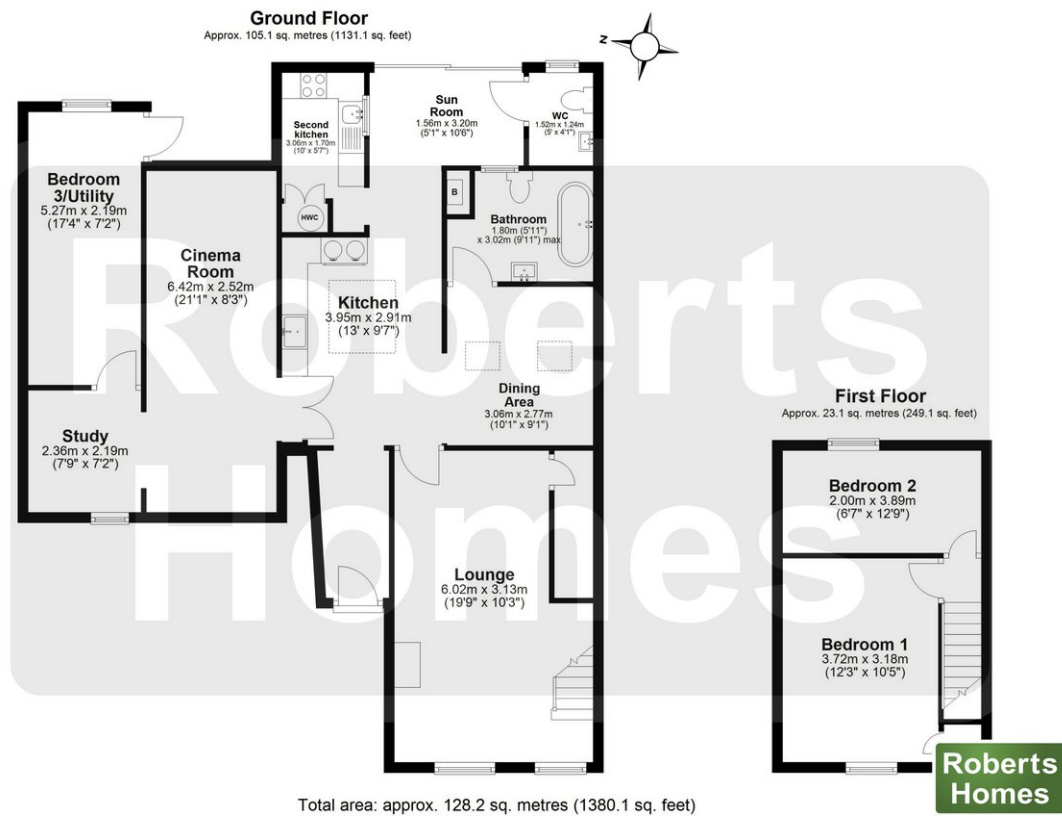 Ground Floor
Approx. 105.1 sq. metres (1131.1 sq. feet)
Z
Second
kitchen
3.06m x 1.70m
(10' x 5'7")
Sun
Room
1.56m x 3.20m
(5'1" x 10'6")
WC
1.52m x 1.24m
(5' x 4'1")
Bedroom
3/Utility
5.27m x 2.19m
(17'4" x 7'2")
HWC
B
Bathroom
1.80m (5'11")
x 3.02m (9'11") max
Cinema
Room
6.42m x 2.52m
(21'1" x 8'3")
Kitchen
3.95m x 2.91m
(13' x 9'7")
Dining
Area
3.06m x 2.77m
(10'1" x 9'1")
Study
2.36m x 2.19m
(7'9" x 7'2")
Lounge
6.02m x 3.13m
(19'9" x 10'3")
First Floor
Approx. 23.1 sq. metres (249.1 sq. feet)
Bedroom 2
2.00m x 3.89m
(6'7" x 12'9")
Bedroom 1
3.72m x 3.18m
(12'3" x 10'5")
Roberts
Homes
Total area: approx. 128.2 sq. metres (1380.1 sq. feet)
Roberts
Homes